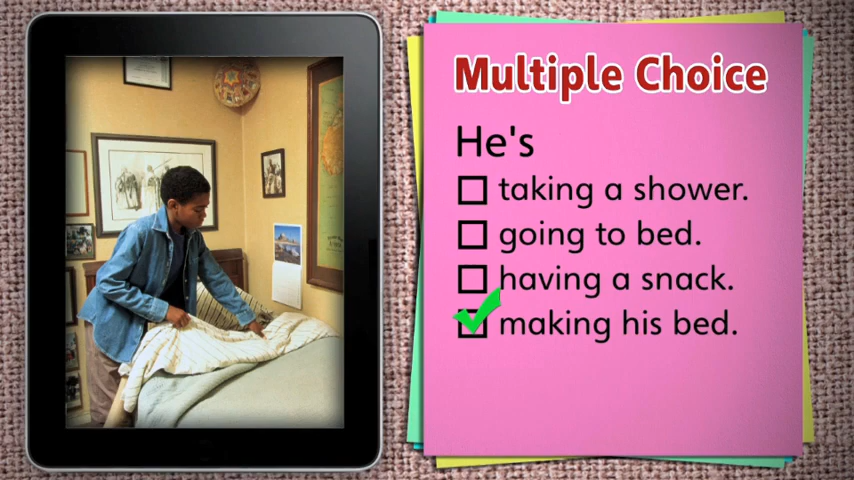 Multiple Choice
He's
taking a shower.
going to bed.
having a snack.
making his bed.